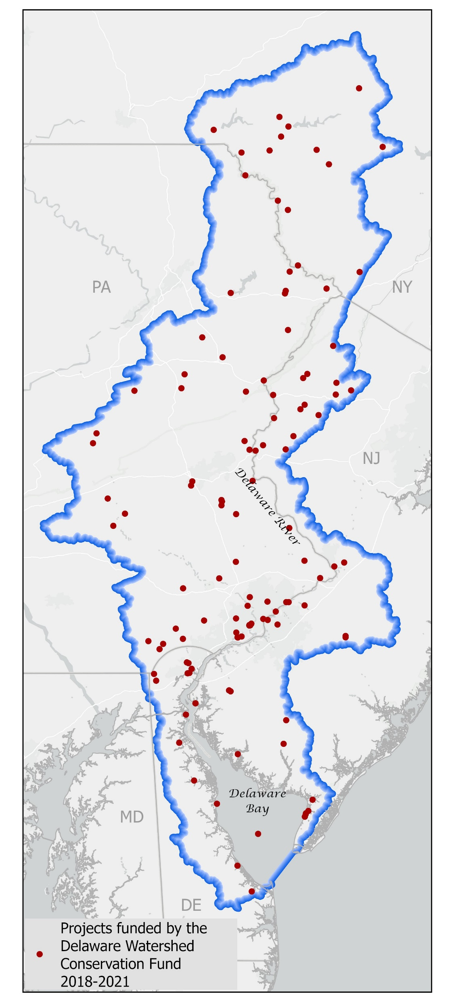 PA
NY
NJ
Delaware River
Delaware
Bay
MD
DE
Projects funded by the
Delaware Watershed
Conservation Fund
2018-2021